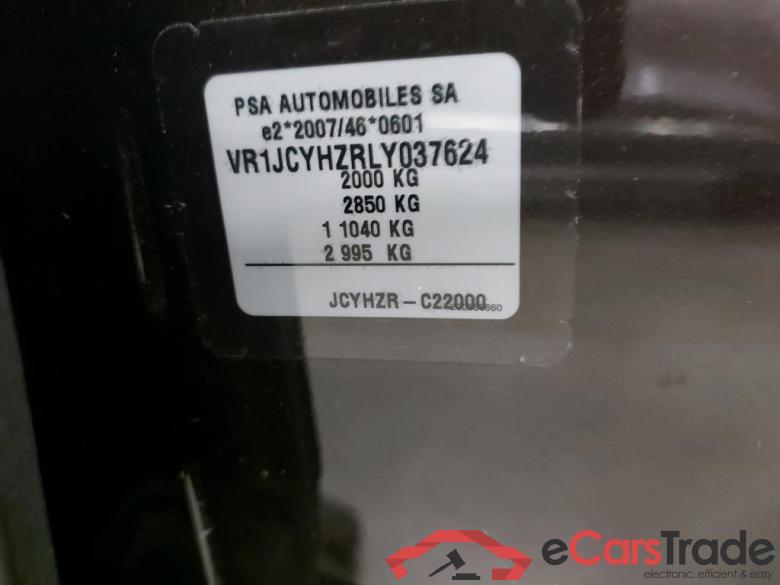 PSA AUTOMOBILES SA
e2*2007/46*0601
VR1JCYHZRLY037624
2000 KG
2850 KG
1 1040 KG
2 995 KG
JCYHZR – C22000
eCarsTrade
electronic, efficient & easy